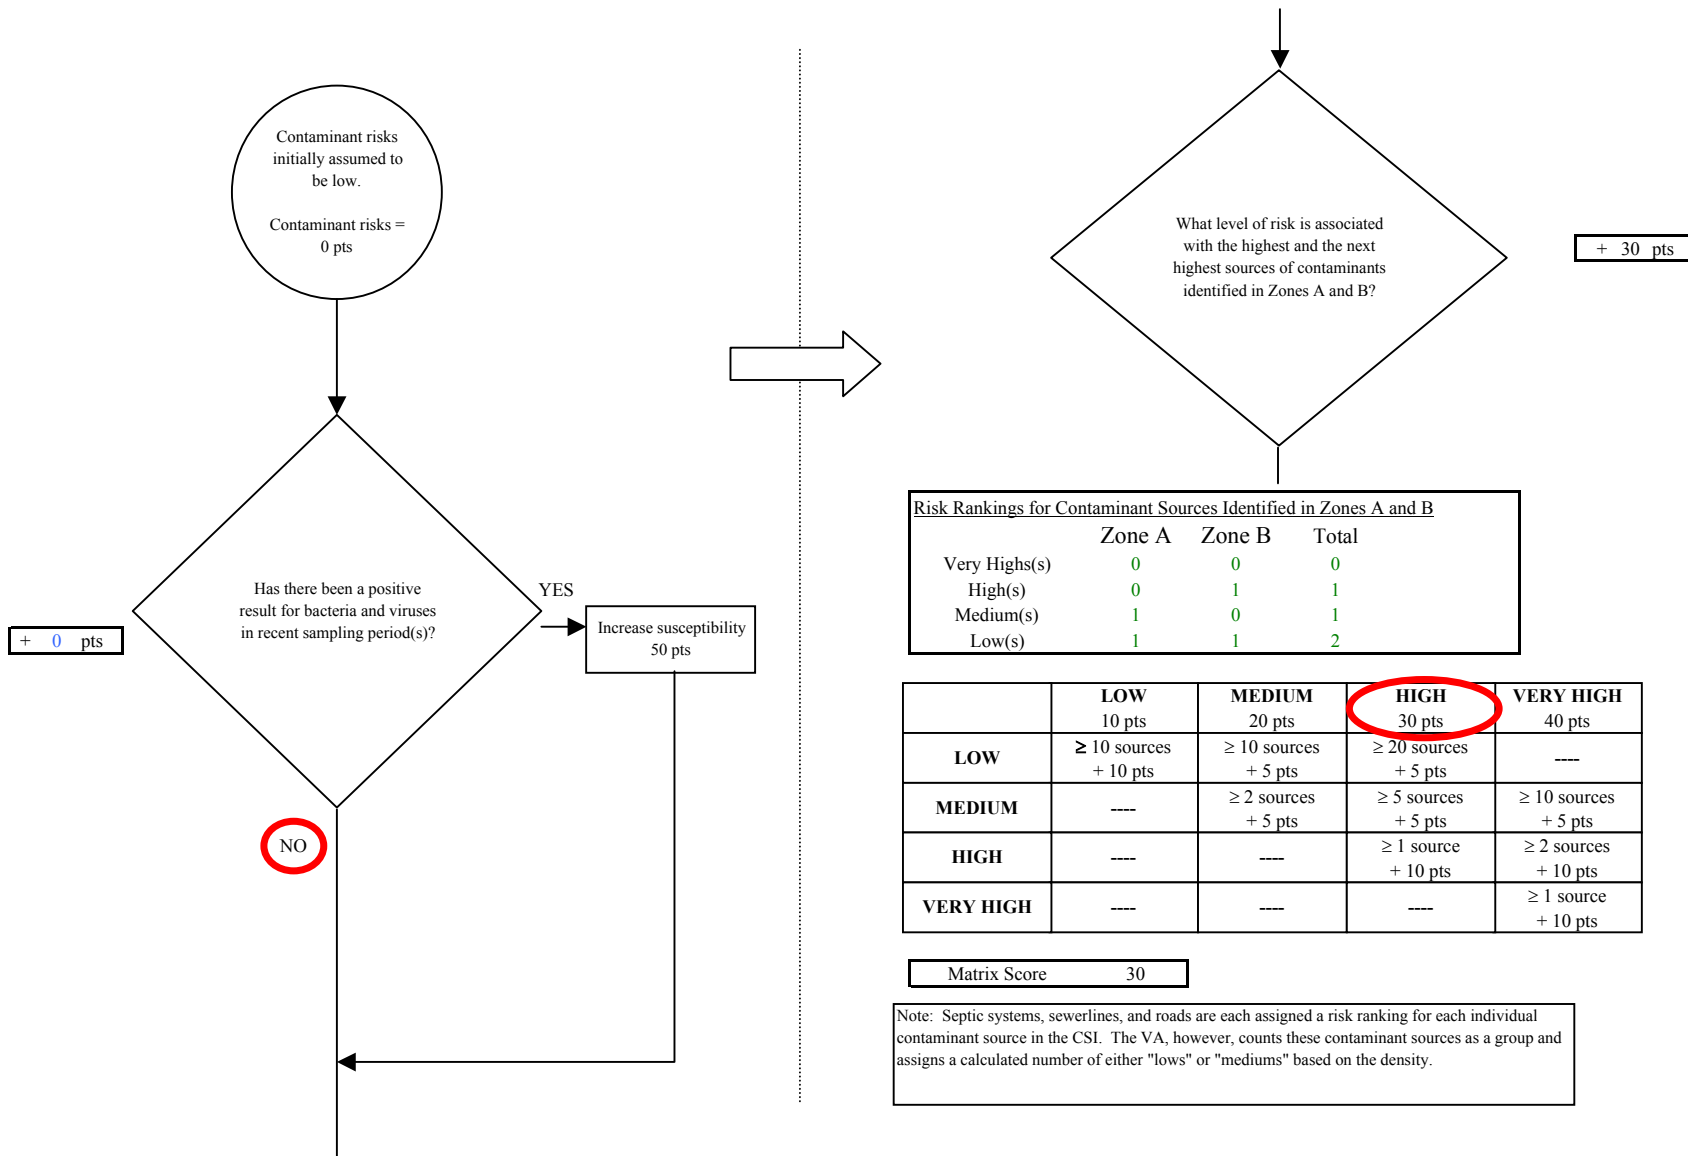 Contaminant risks
initially assumed to
be low.
Contaminant risks =
0 pts
Has there been a positive
result for bacteria and viruses
in recent sampling period(s)?
YES
+ 0 pts
Increase susceptibility
50 pts
NO
What level of risk is associated
with the highest and the next
highest sources of contaminants
identified in Zones A and B?
+ 30 pts
Risk Rankings for Contaminant Sources Identified in Zones A and B
Zone A Zone B Total
Very Highs(s) 0 0 0
High(s) 0 1 1
Medium(s) 1 0 1
Low(s) 1 1 2
LOW MEDIUM HIGH VERY HIGH
10 pts 20 pts 30 pts 40 pts
LOW ≥ 10 sources ≥ 10 sources ≥ 20 sources ----
+ 10 pts + 5 pts + 5 pts
MEDIUM ---- ≥ 2 sources ≥ 5 sources ≥ 10 sources
+ 5 pts + 5 pts + 5 pts
HIGH ---- ---- ≥ 1 source ≥ 2 sources
+ 10 pts + 10 pts
VERY HIGH ---- ---- ---- ≥ 1 source
+ 10 pts
Matrix Score 30
Note: Septic systems, sewerlines, and roads are each assigned a risk ranking for each individual
contaminant source in the CSI. The VA, however, counts these contaminant sources as a group and
assigns a calculated number of either "lows" or "mediums" based on the density.